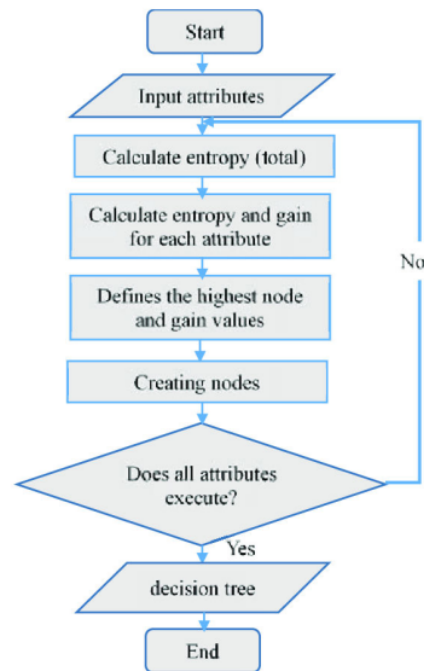 Start
Input attributes
Calculate entropy (total)
Calculate entropy and gain
for each attribute
No
Defines the highest node
and gain values
Creating nodes
Does all attributes
execute?
Yes
decision tree
End